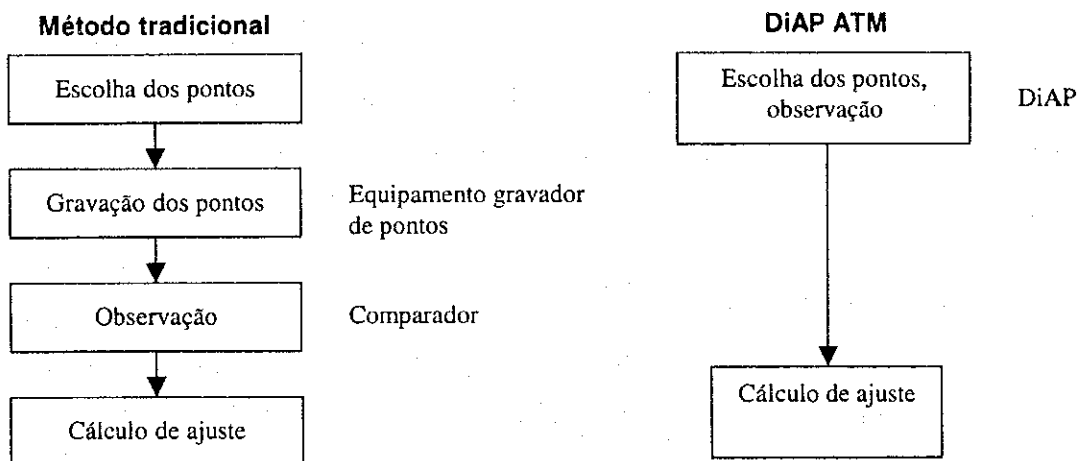 Método tradicional
Escolha dos pontos
Gravação dos pontos
Equipamento gravador
de pontos
Observação
Comparador
Cálculo de ajuste
DiAP ATM
Escolha dos pontos,
observação
DiAP
Cálculo de ajuste